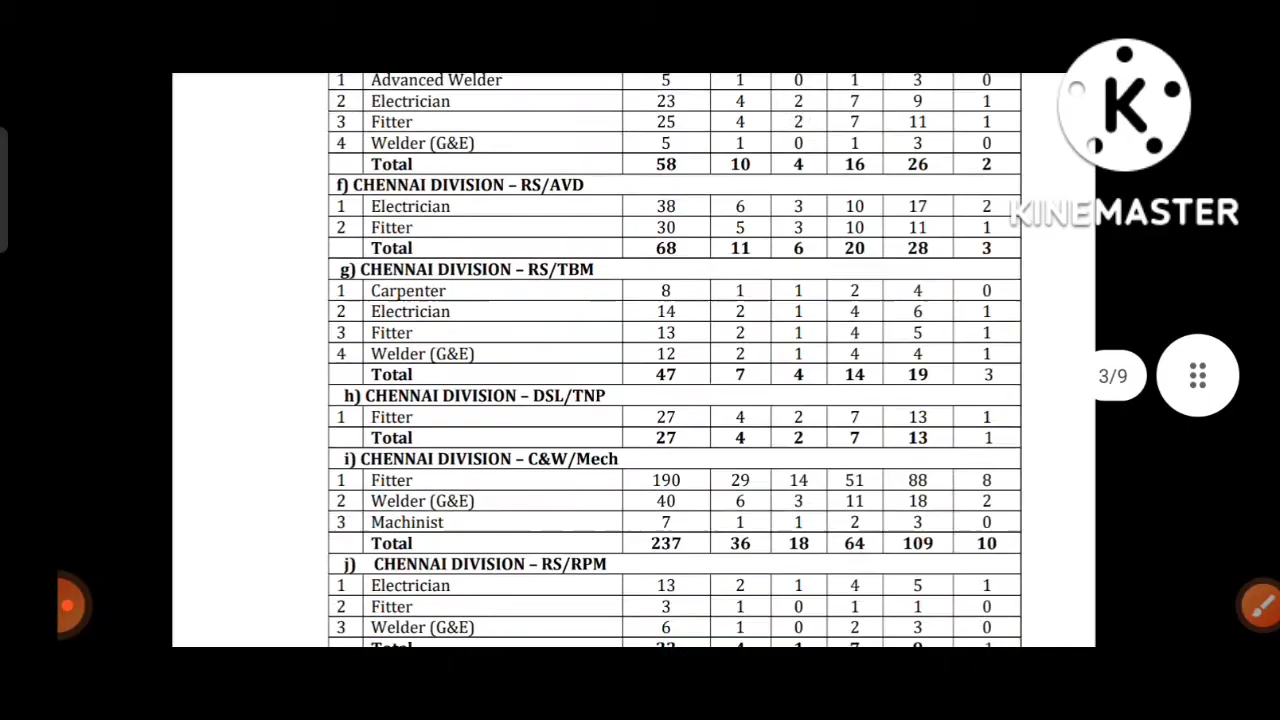 1 Advanced Welder 5 1 0 1 3 0
2 Electrician 23 4 2 7 9 1
3 Fitter 25 4 2 7 11 1
4 Welder (G&E) 5 1 0 1 3 0
Total 58 10 4 16 26 2
f) CHENNAI DIVISION – RS/AVD
1 Electrician 38 6 3 10 17 2
2 Fitter 30 5 3 10 11 1
Total 68 11 6 20 28 3
g) CHENNAI DIVISION – RS/TBM
1 Carpenter 8 1 1 2 4 0
2 Electrician 14 2 1 4 6 1
3 Fitter 13 2 1 4 5 1
4 Welder (G&E) 12 2 1 4 4 1
Total 47 7 4 14 19 3
h) CHENNAI DIVISION – DSL/TNP
1 Fitter 27 4 2 7 13 1
Total 27 4 2 7 13 1
i) CHENNAI DIVISION – C&W/Mech
1 Fitter 190 29 14 51 88 8
2 Welder (G&E) 40 6 3 11 18 2
3 Machinist 7 1 1 2 3 0
Total 237 36 18 64 109 10
j) CHENNAI DIVISION – RS/RPM
1 Electrician 13 2 1 4 5 1
2 Fitter 3 1 0 1 1 0
3 Welder (G&E) 6 1 0 2 3 0
Total
K
KINEMASTER
3/9